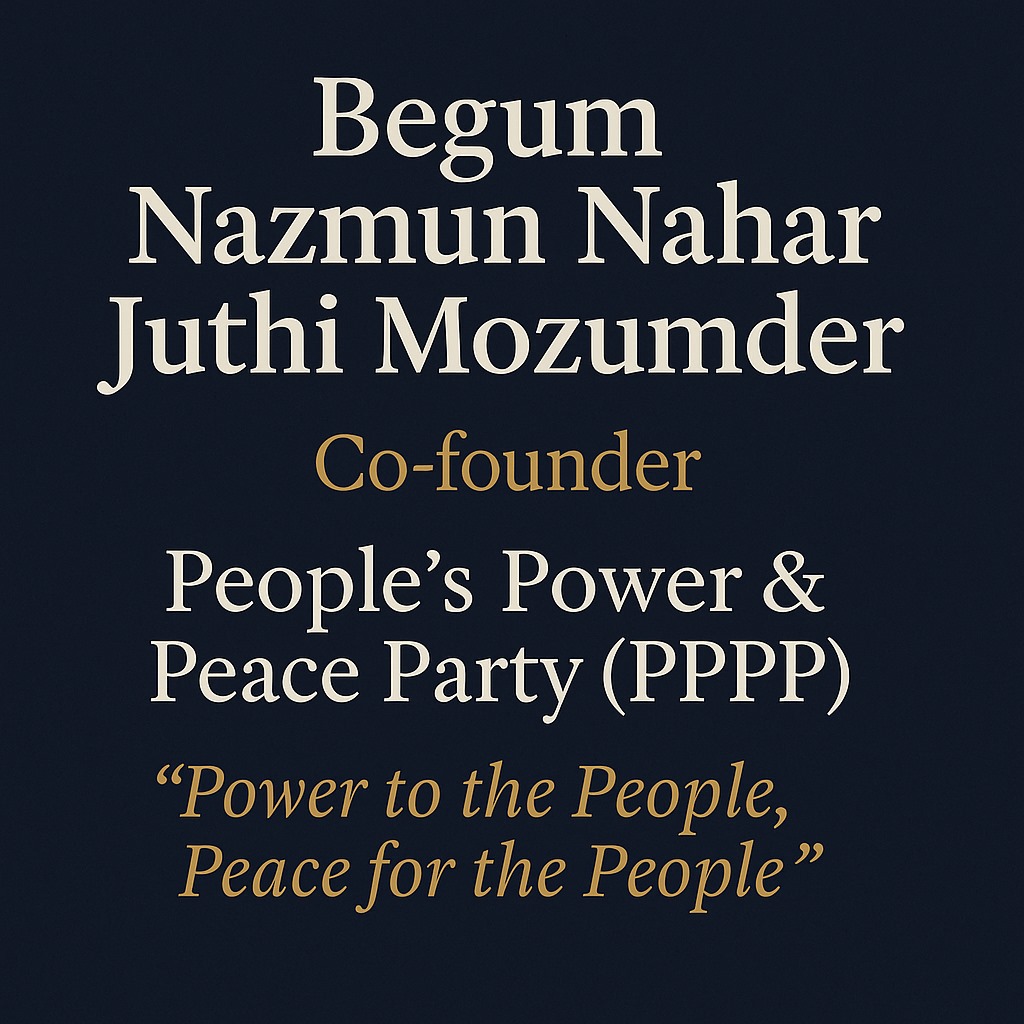 Begum
Nazmun Nahar
Juthi Mozumder
Co-founder
People’s Power &
Peace Party (PPPP)
“Power to the People,
Peace for the People”